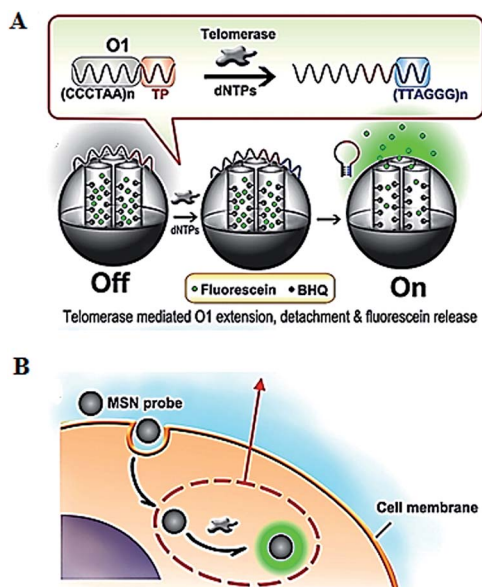 A
O1
Telomerase
dNTPs
(CCCTAA)n TP
(TTAGGG)n
dNTPs
Off
On
Fluorescein BHQ
Telomerase mediated O1 extension, detachment & fluorescein release
B
MSN probe
Cell membrane